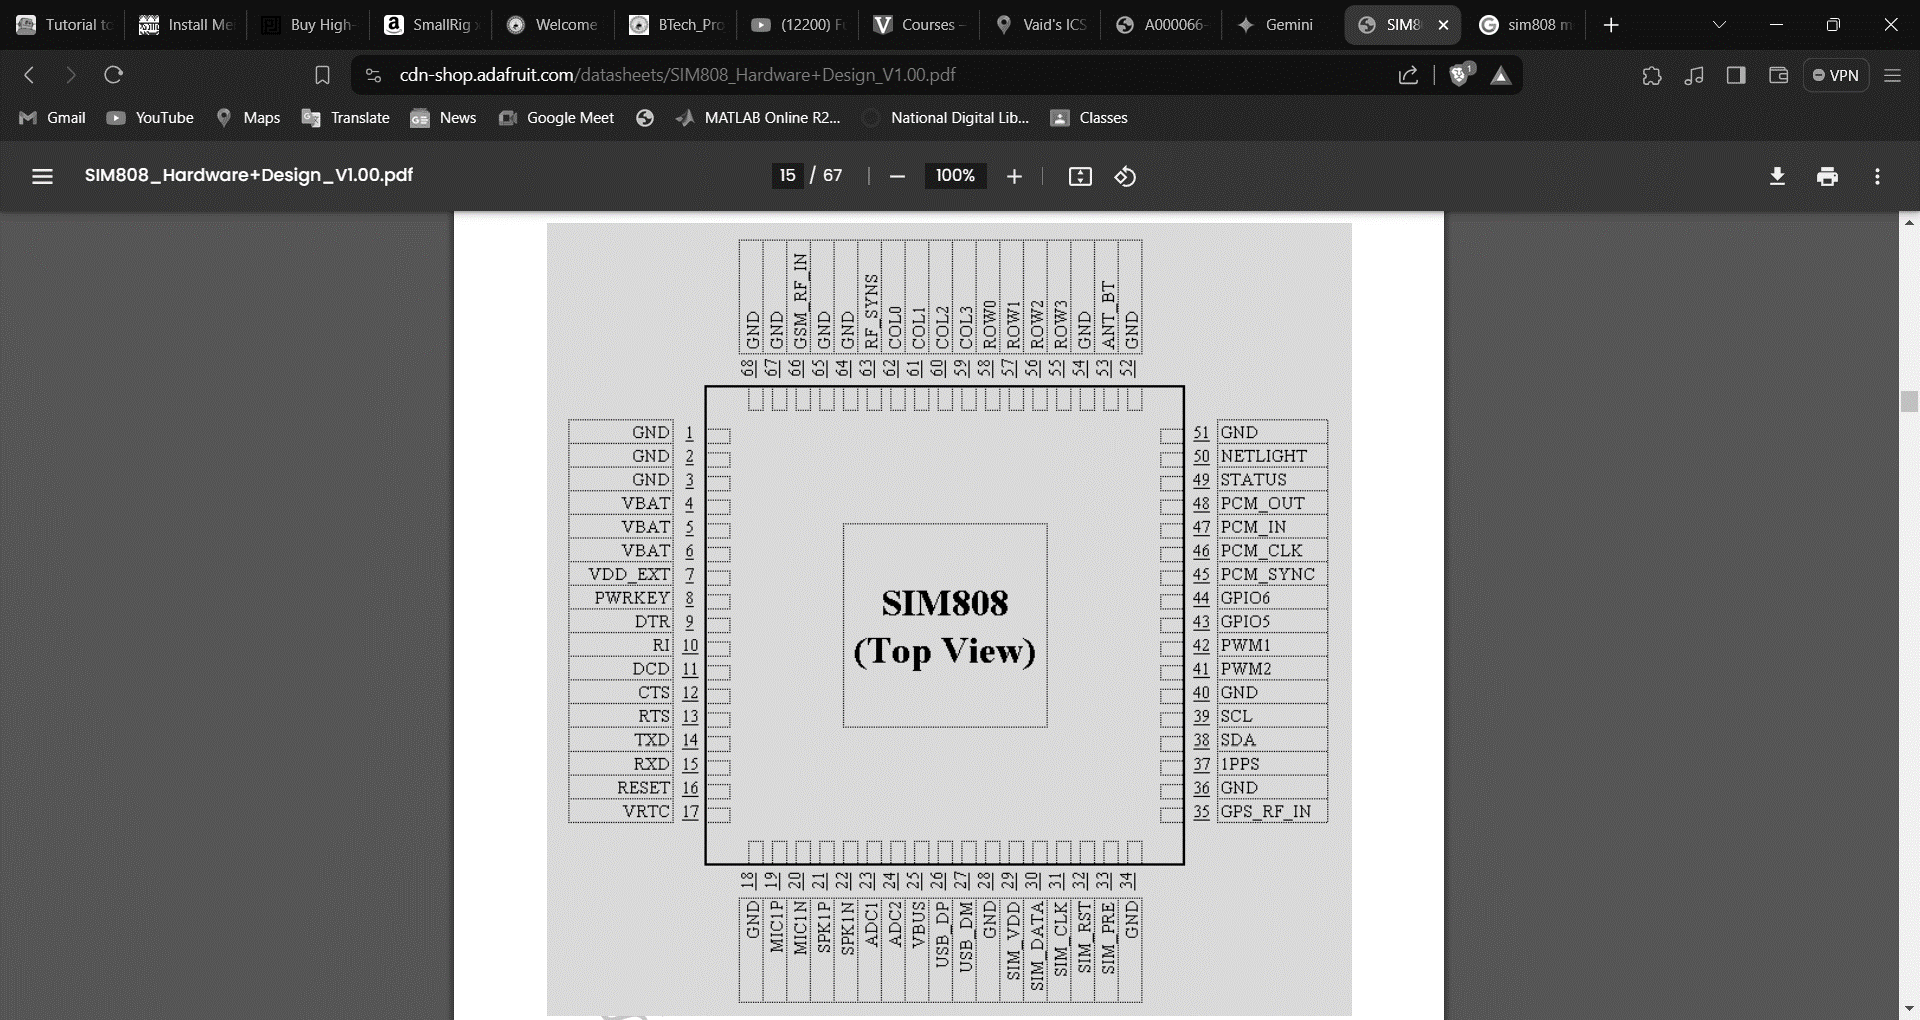 Tutorial to
Install Me
Buy High-
SmallRig x
Welcome
BTech_Pro
(12200) F
Courses -
Vaid's ICS
A000066-
Gemini
SIM8
sim808 m
cdn-shop.adafruit.com/datasheets/SIM808_Hardware+Design_V1.00.pdf
1
VPN
Gmail
YouTube
Maps
Translate
News
Google Meet
MATLAB Online R2...
National Digital Lib...
Classes
SIM808_Hardware+Design_V1.00.pdf
15 / 67
100%
GND
GND
GSM_RF_IN
GND
GND
RF_SYNS
COL0
COL1
COL2
COL3
ROW0
ROW1
ROW2
ROW3
GND
ANT_BT
GND
68 67 66 65 64 63 62 61 60 59 58 57 56 55 54 53 52
GND 1
GND 2
GND 3
VBAT 4
VBAT 5
VBAT 6
VDD_EXT 7
PWRKEY 8
DTR 9
RI 10
DCD 11
CTS 12
RTS 13
TXD 14
RXD 15
RESET 16
VRTC 17
SIM808
(Top View)
51 GND
50 NETLIGHT
49 STATUS
48 PCM_OUT
47 PCM_IN
46 PCM_CLK
45 PCM_SYNC
44 GPIO6
43 GPIO5
42 PWM1
41 PWM2
40 GND
39 SCL
38 SDA
37 1PPS
36 GND
35 GPS_RF_IN
18 19 20 21 22 23 24 25 26 27 28 29 30 31 32 33 34
GND
MIC1P
MIC1N
SPK1P
SPK1N
ADC1
ADC2
VBUS
USB_DP
USB_DM
GND
SIM_VDD
SIM_DATA
SIM_CLK
SIM_RST
SIM_PRE
GND